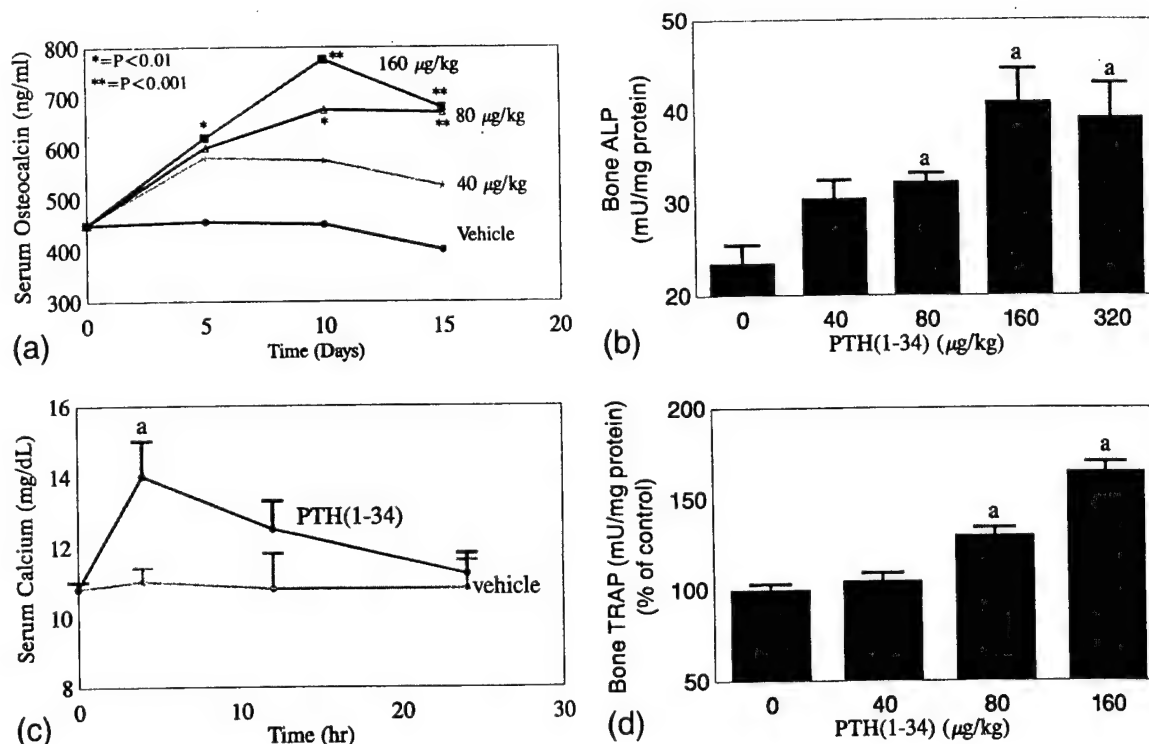 800
*=P<0.01
**=P<0.001
**
160 μg/kg
**
700
80 μg/kg
*
*
**
600
40 μg/kg
500
Vehicle
400
300
0
5
10
15
20
Serum Osteocalcin (ng/ml)
Time (Days)
(a)
50
a
a
40
a
30
20
0
40
80
160
320
Bone ALP
(mU/mg protein)
PTH(1-34) (μg/kg)
(b)
16
a
14
PTH(1-34)
12
vehicle
10
8
0
10
20
30
Serum Calcium (mg/dL)
Time (hr)
(c)
200
a
150
a
100
50
0
40
80
160
Bone TRAP (mU/mg protein)
(% of control)
PTH(1-34) (μg/kg)
(d)